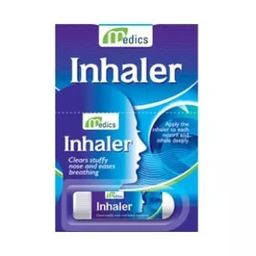 Medics
Inhaler
Apply the
inhaler to each
nostril and
inhale deeply.
Medics
Inhaler
Clears stuffy
nose and eases
breathing
Inhaler